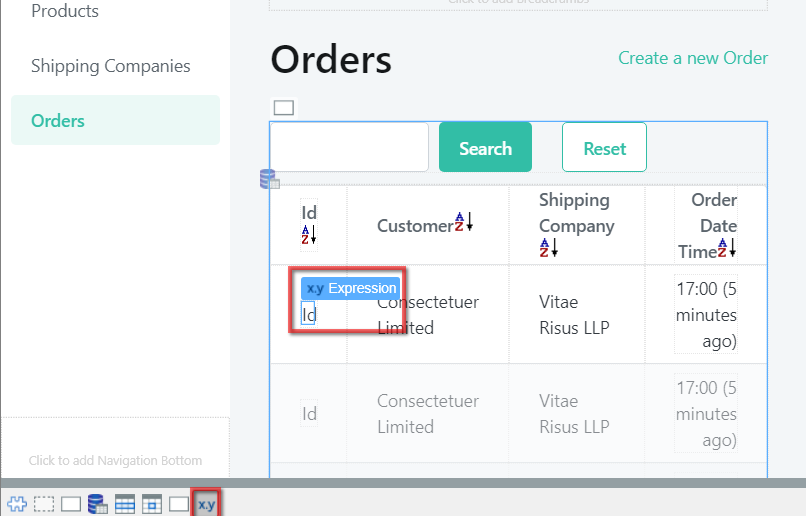 Products
Click to add Breadcrumbs
Orders
Create a new Order
Shipping Companies
Orders
Search
Reset
Id
Customer
Shipping
Company
Order
Date
Time
x.y Expression
Id
Consectetuer
Limited
Vitae
Risus LLP
17:00 (5
minutes
ago)
Id
Consectetuer
Limited
Vitae
Risus LLP
17:00 (5
minutes
ago)
Click to add Navigation Bottom
x.y